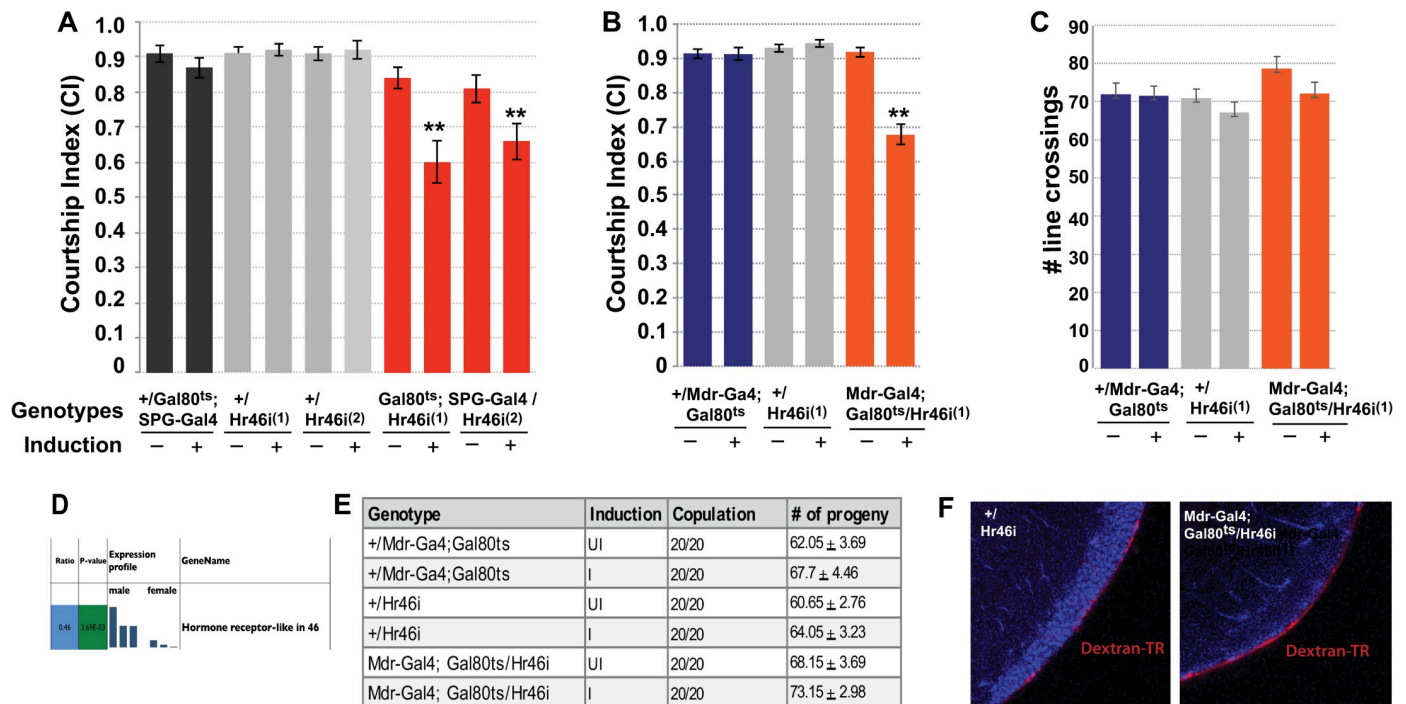 A
Courtship Index (CI)
1.0
0.9
0.8
0.7
0.6
0.5
0.4
0.3
0.2
0.1
0
**
**
Genotypes
+/Gal80ts;
SPG-Gal4
+/
Hr46i(1)
+/
Hr46i(2)
Gal80ts;
Hr46i(1)
SPG-Gal4 /
Hr46i(2)
Induction
− + − + − + − + − +
B
Courtship Index (CI)
1.0
0.9
0.8
0.7
0.6
0.5
0.4
0.3
0.2
0.1
0
**
+/Mdr-Ga4;
Gal80ts
+/
Hr46i(1)
Mdr-Gal4;
Gal80ts/Hr46i(1)
− + − + − +
C
# line crossings
90
80
70
60
50
40
30
20
10
0
+/Mdr-Ga4;
Gal80ts
+/
Hr46i(1)
Mdr-Gal4;
Gal80ts/Hr46i(1)
− + − + − +
D
Ratio P-value Expression profile GeneName
male female
0.46 3.69E-03 Hormone receptor-like in 46
E
Genotype Induction Copulation # of progeny
+/Mdr-Ga4;Gal80ts UI 20/20 62.05 ± 3.69
+/Mdr-Ga4;Gal80ts I 20/20 67.7 ± 4.46
+/Hr46i UI 20/20 60.65 ± 2.76
+/Hr46i I 20/20 64.05 ± 3.23
Mdr-Gal4; Gal80ts/Hr46i UI 20/20 68.15 ± 3.69
Mdr-Gal4; Gal80ts/Hr46i I 20/20 73.15 ± 2.98
F
+/
Hr46i
Dextran-TR
Mdr-Gal4;
Gal80ts/Hr46i
Mdr-Gal4;
Gal80ts/Hr46i(1)
Dextran-TR